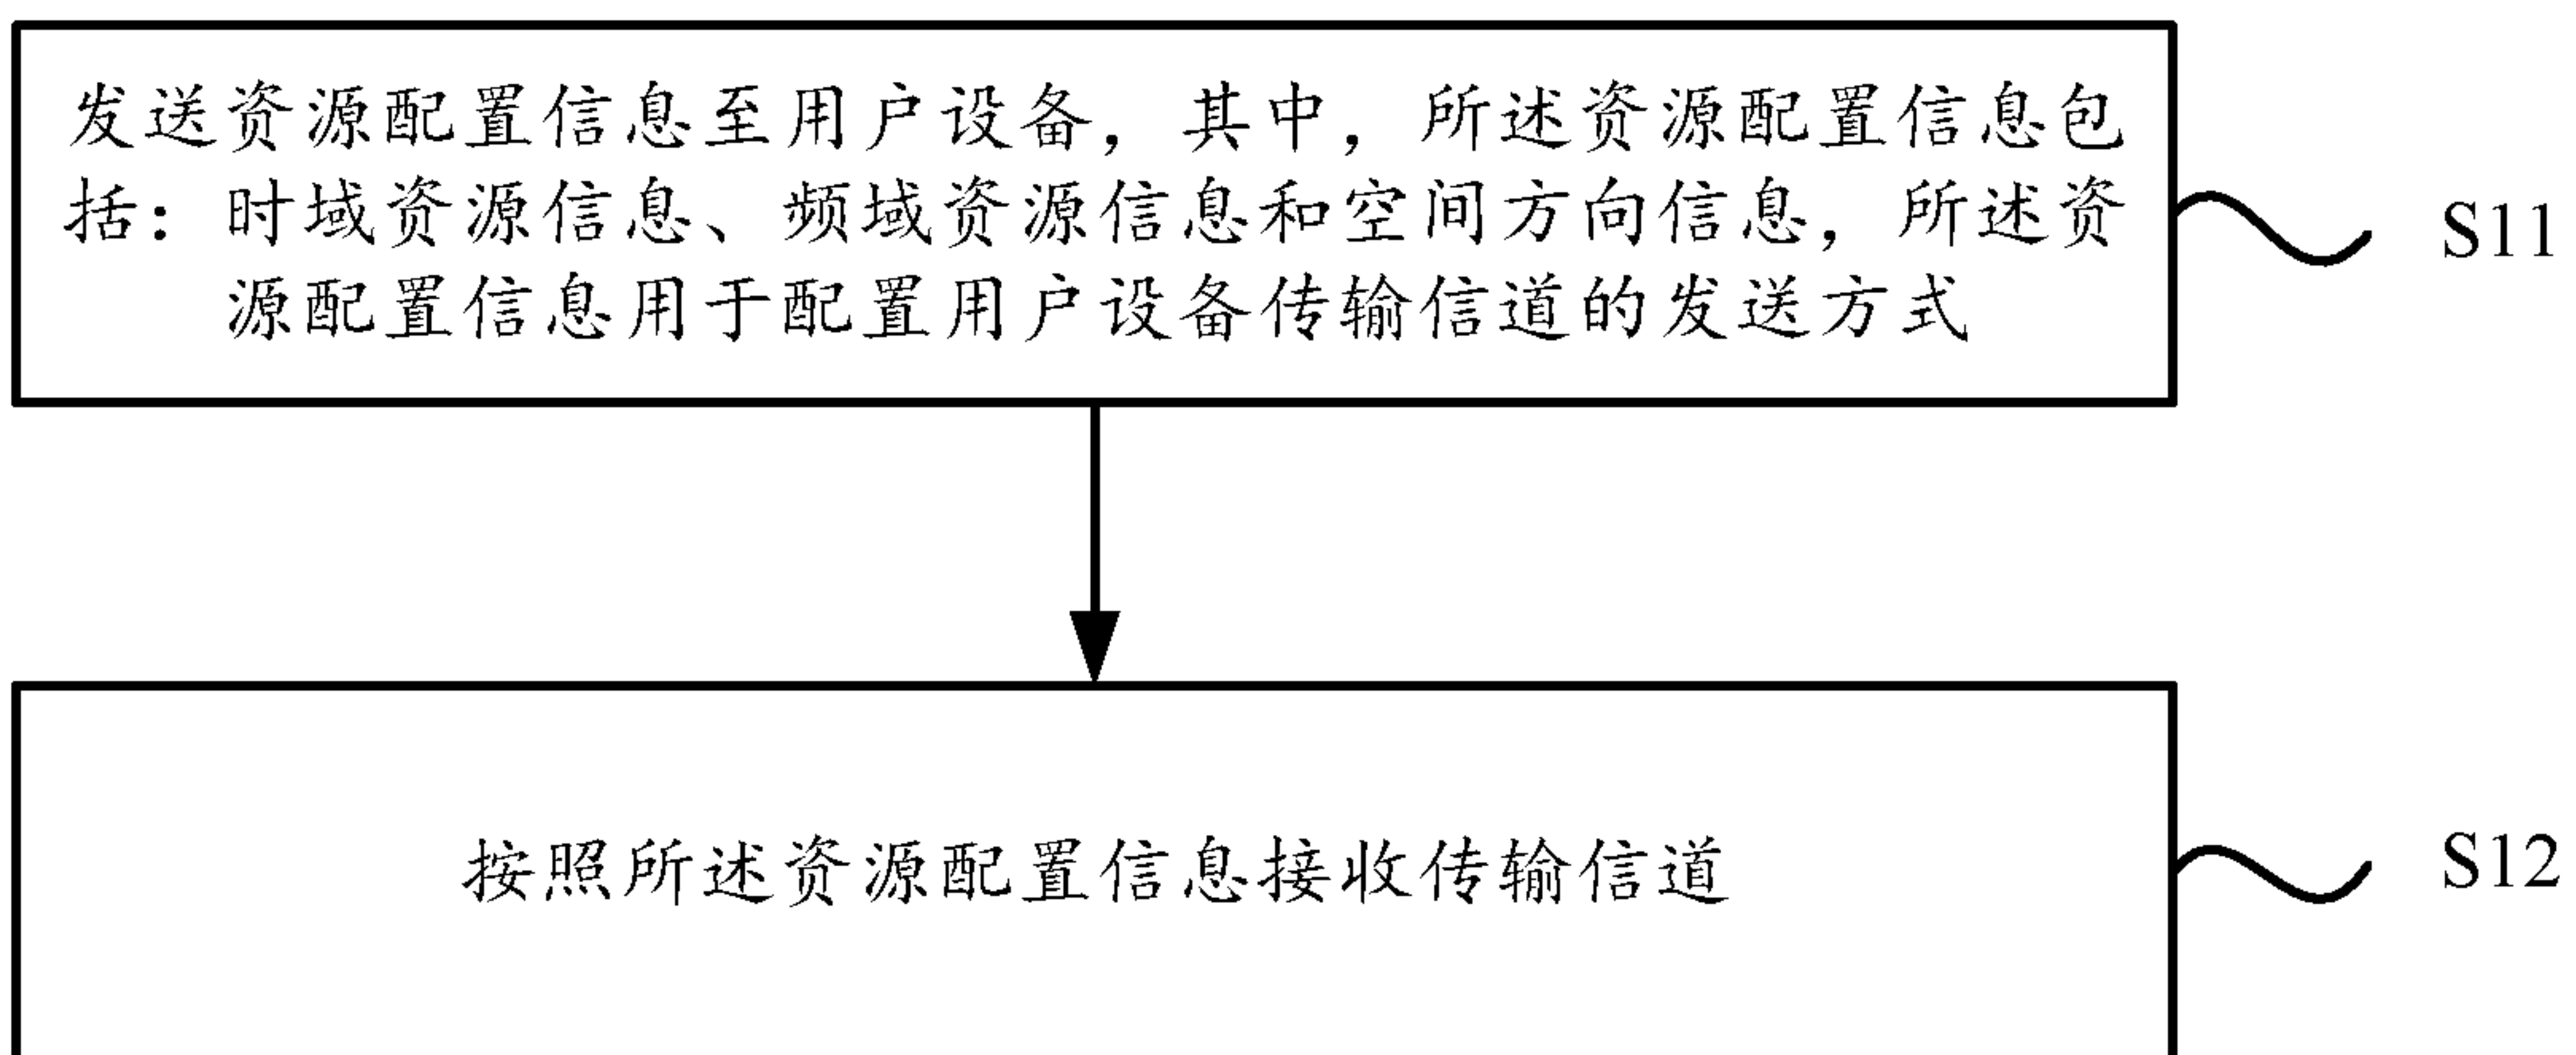 发送资源配置信息至用户设备，其中，所述资源配置信息包
括：时域资源信息、频域资源信息和空间方向信息，所述资
源配置信息用于配置用户设备传输信道的发送方式
S11
按照所述资源配置信息接收传输信道
S12